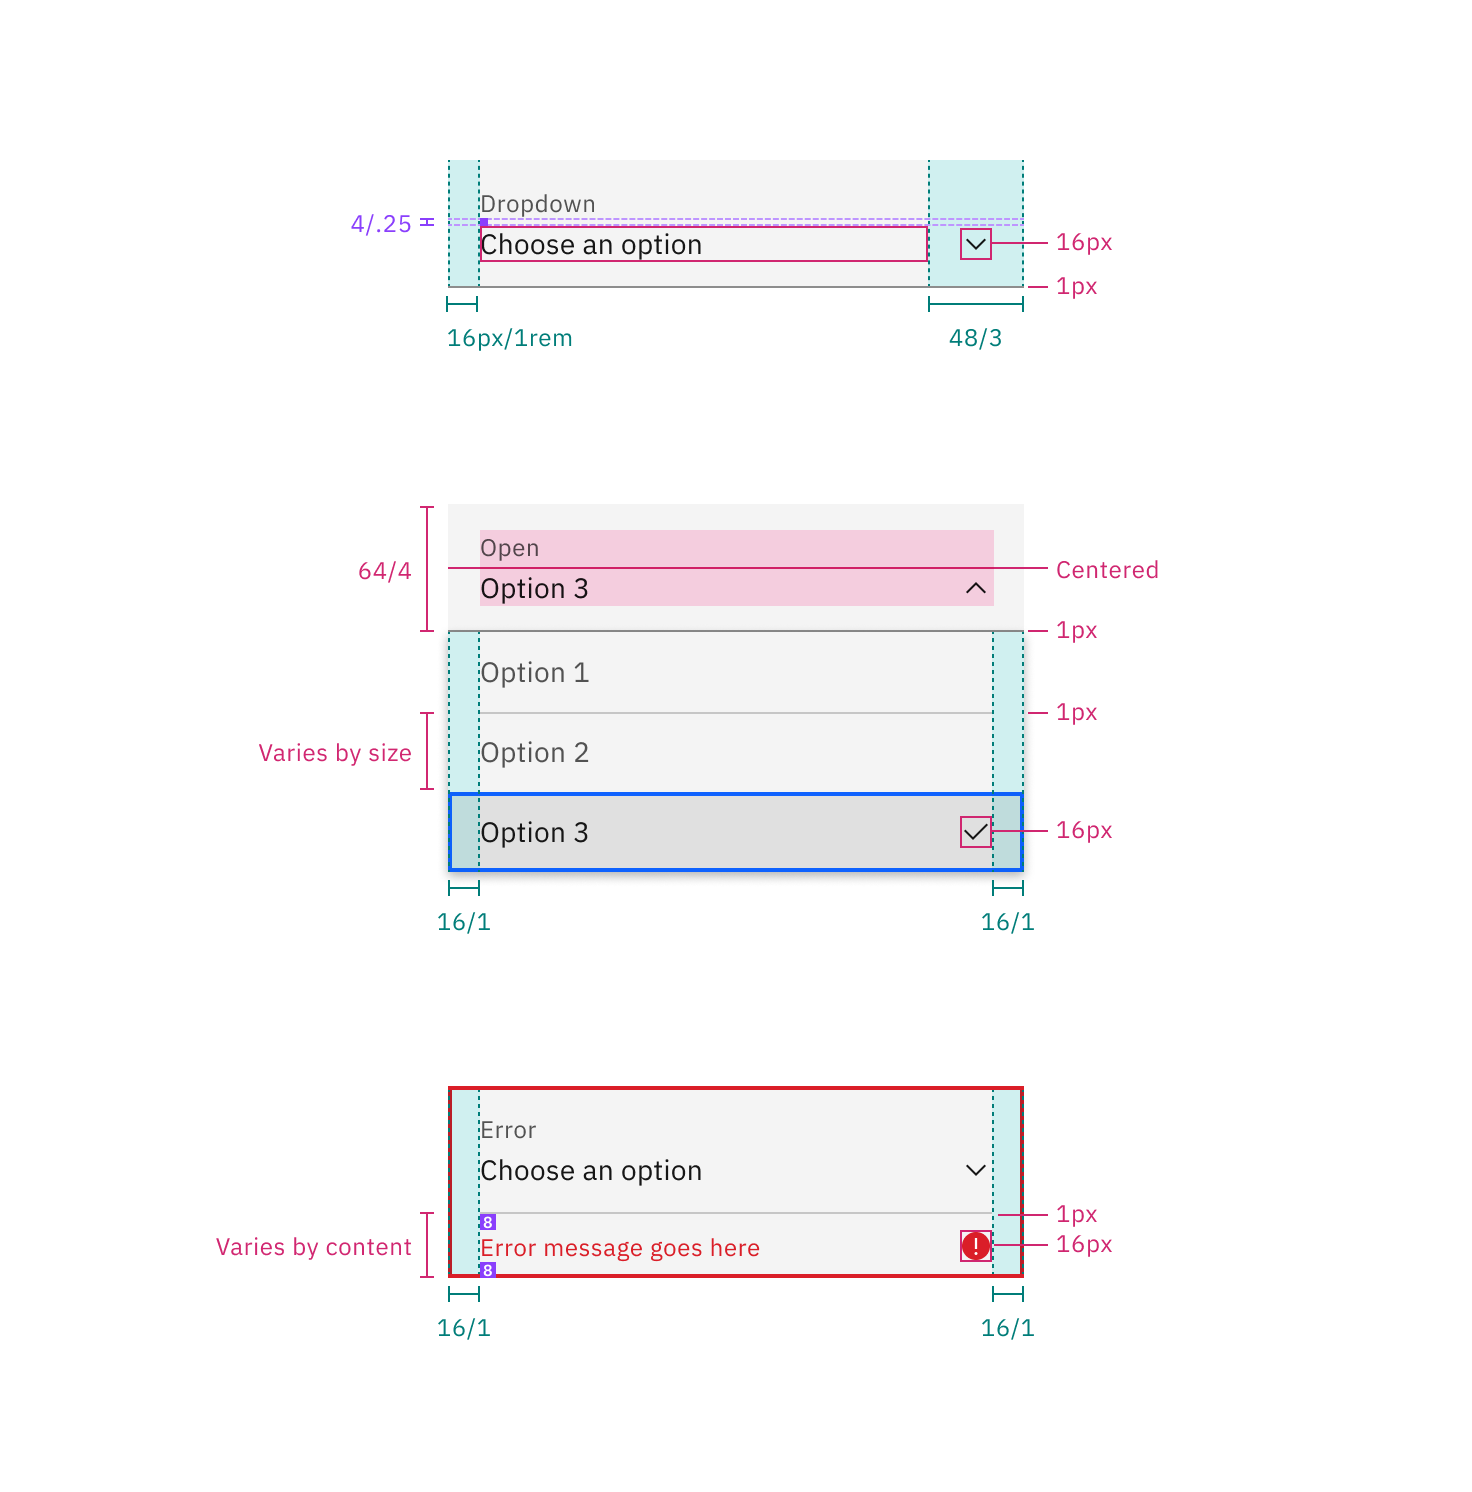 Dropdown
4/.25
Choose an option
16px
1px
16px/1rem
48/3
Open
64/4
Centered
Option 3
1px
Option 1
1px
Varies by size
Option 2
Option 3
16px
16/1
16/1
Error
Choose an option
8
1px
Varies by content
Error message goes here
!
16px
8
16/1
16/1